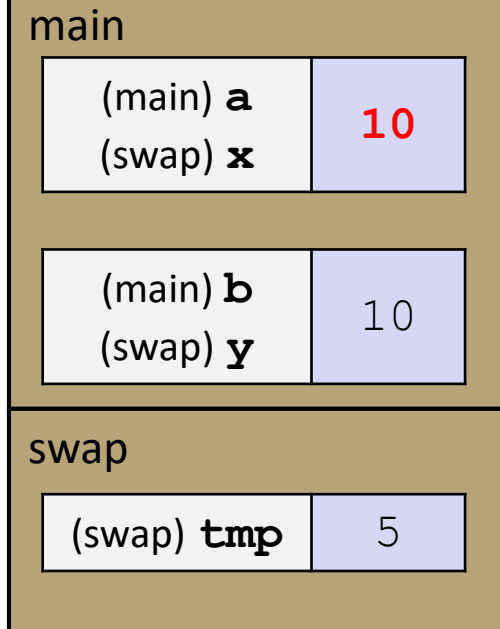 main
(main) a
(swap) x
10
(main) b
(swap) y
10
swap
(swap) tmp
5